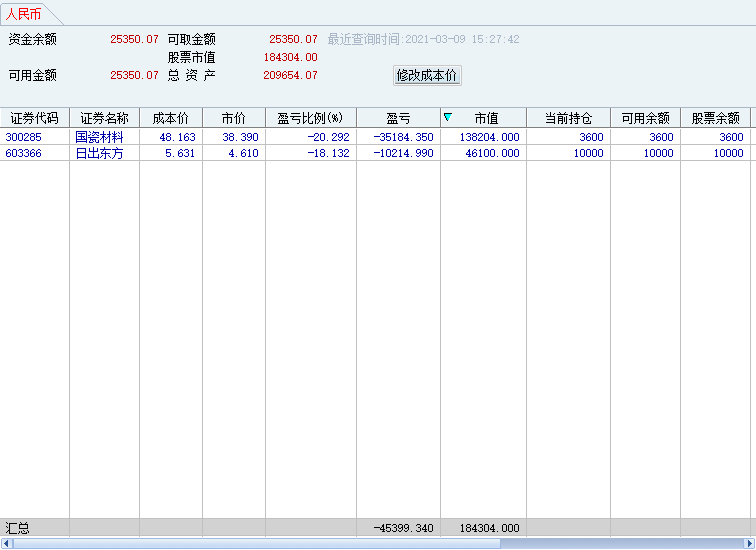 人民币
资金余额 25350.07 可取金额 25350.07 最近查询时间:2021-03-09 15:27:42
股票市值 184304.00
可用金额 25350.07 总 资 产 209654.07 修改成本价
证券代码 证券名称 成本价 市价 盈亏比例(%) 盈亏 市值 当前持仓 可用余额 股票余额
300285 国瓷材料 48.163 38.390 -20.292 -35184.350 138204.000 3600 3600 3600
603366 日出东方 5.631 4.610 -18.132 -10214.990 46100.000 10000 10000 10000
汇总 -45399.340 184304.000